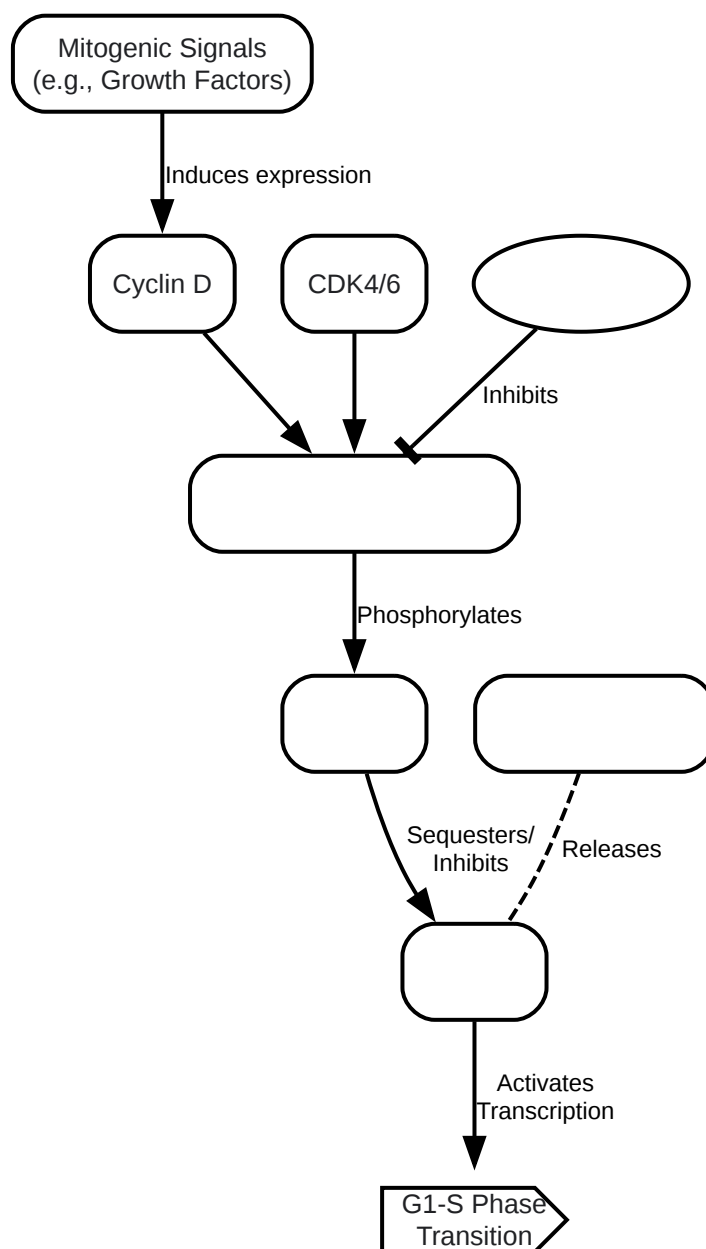 Mitogenic Signals
(e.g., Growth Factors)
Induces expression
Cyclin D
CDK4/6
Inhibits
Phosphorylates
Sequesters/
Inhibits
Releases
Activates
Transcription
G1-S Phase
Transition